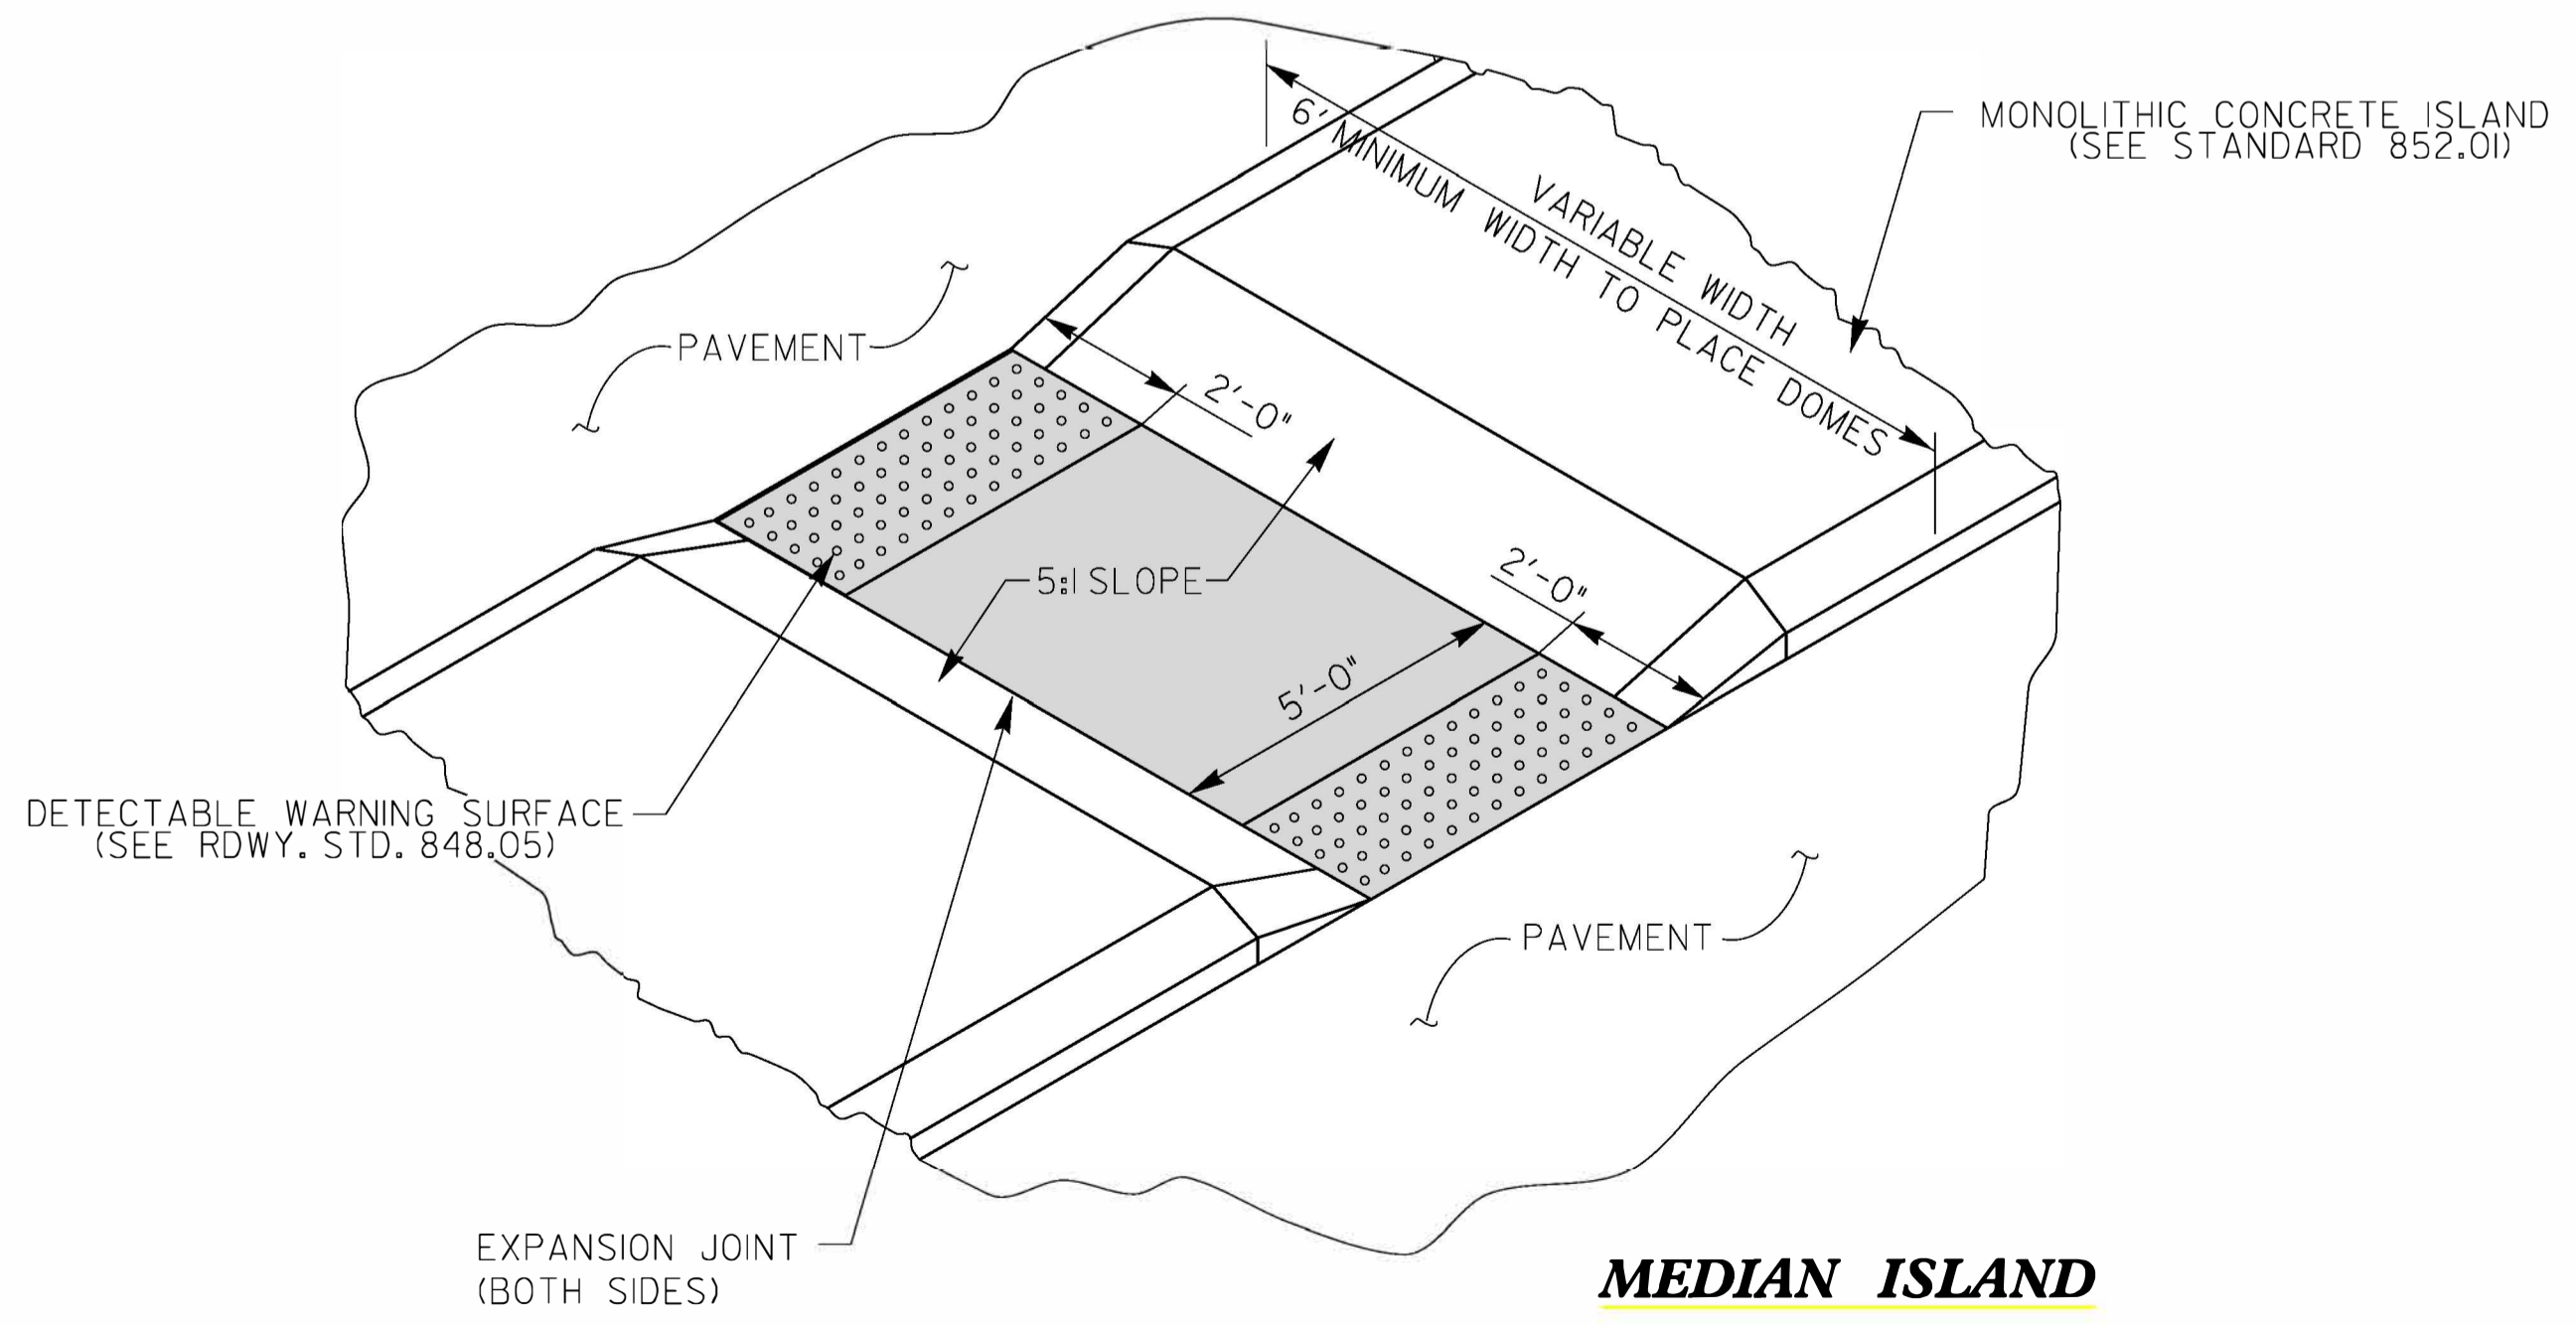 MONOLITHIC CONCRETE ISLAND
(SEE STANDARD 852.01)
VARIABLE WIDTH
6' MINIMUM WIDTH TO PLACE DOMES
PAVEMENT
2'-0"
5:1 SLOPE
2'-0"
5'-0"
DETECTABLE WARNING SURFACE
(SEE RDWY. STD. 848.05)
PAVEMENT
EXPANSION JOINT
(BOTH SIDES)
MEDIAN ISLAND